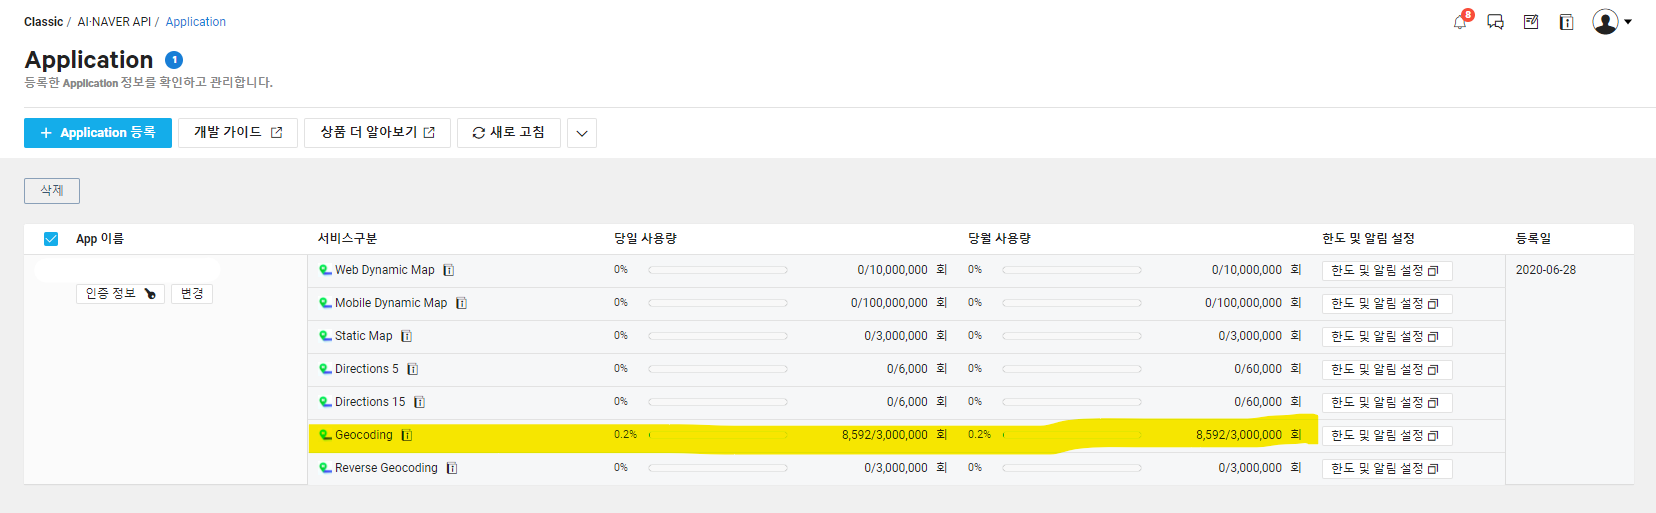 Classic / AI·NAVER API / Application
8
Application 1
등록한 Application 정보를 확인하고 관리합니다.
+ Application 등록 개발 가이드 상품 더 알아보기 새로 고침
삭제
App 이름 서비스구분 당일 사용량 당월 사용량 한도 및 알림 설정 등록일
Web Dynamic Map 0% 0/10,000,000 회 0% 0/10,000,000 회 한도 및 알림 설정 2020-06-28
인증 정보 변경
Mobile Dynamic Map 0% 0/100,000,000 회 0% 0/100,000,000 회 한도 및 알림 설정
Static Map 0% 0/3,000,000 회 0% 0/3,000,000 회 한도 및 알림 설정
Directions 5 0% 0/6,000 회 0% 0/60,000 회 한도 및 알림 설정
Directions 15 0% 0/6,000 회 0% 0/60,000 회 한도 및 알림 설정
Geocoding 0.2% 8,592/3,000,000 회 0.2% 8,592/3,000,000 회 한도 및 알림 설정
Reverse Geocoding 0% 0/3,000,000 회 0% 0/3,000,000 회 한도 및 알림 설정